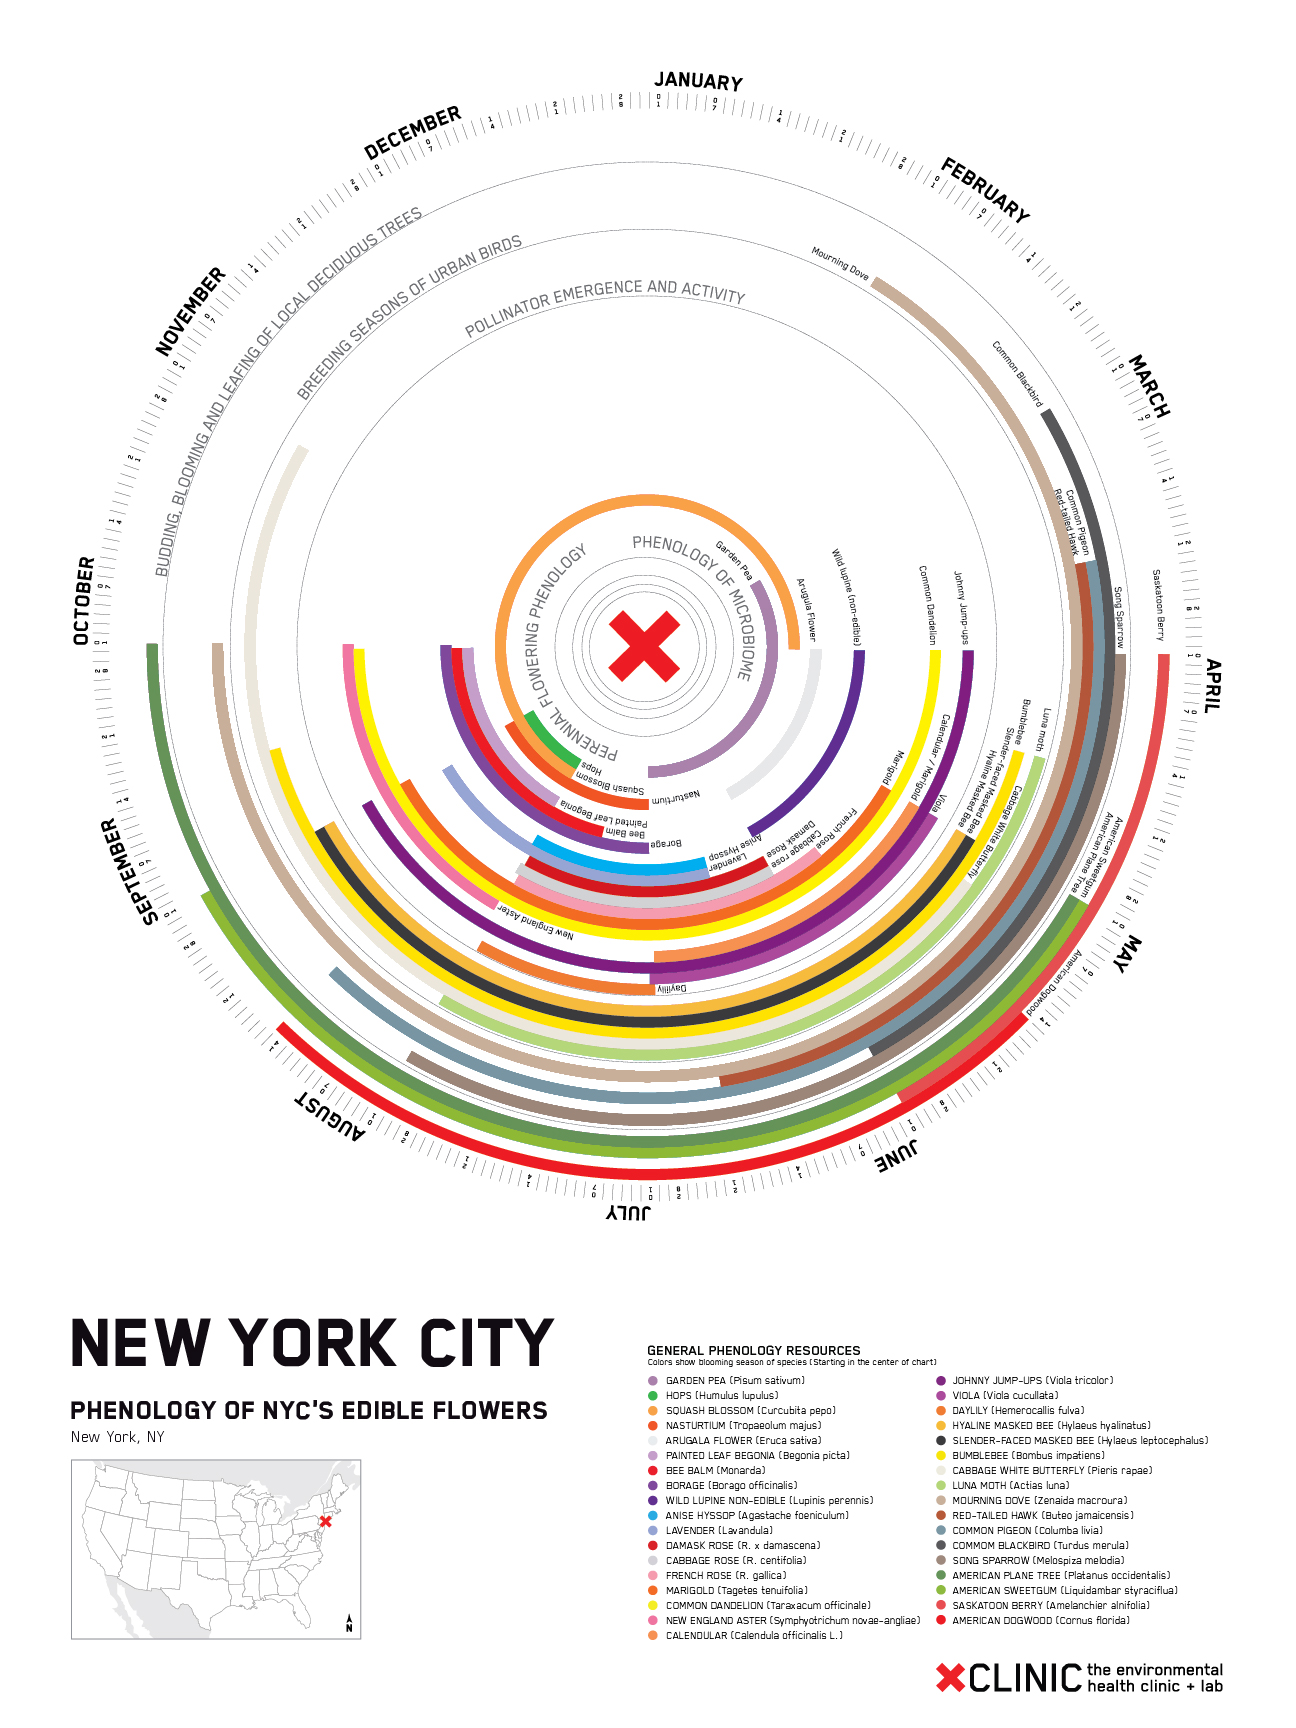 JANUARY
FEBRUARY
MARCH
APRIL
MAY
JUNE
JULY
AUGUST
SEPTEMBER
OCTOBER
NOVEMBER
DECEMBER
BUDDING, BLOOMING AND LEAFING OF LOCAL DECIDUOUS TREES
BREEDING SEASONS OF URBAN BIRDS
POLLINATOR EMERGENCE AND ACTIVITY
PERENNIAL FLOWERING PHENOLOGY
PHENOLOGY OF MICROBIOME
Mourning Dove
Common Blackbird
Common Pigeon
Red-tailed Hawk
Song Sparrow
Saskatoon Berry
Garden Pea
Arugula Flower
Wild lupine (non-edible)
Common Dandelion
Johnny Jump-ups
Luna moth
Bumblebee
Slender-faced Masked Bee
Hyaline Masked Bee
Cabbage White Butterfly
Calendular / Marigold
Viola
Marigold
French Rose
Cabbage rose
Damask Rose
Lavender
Anise Hyssop
American Sweetgum
American Plane Tree
American Dogwood
Hops
Squash Blossom
Nasturtium
Painted Leaf Begonia
Bee Balm
Borage
New England Aster
Dayilily
NEW YORK CITY
PHENOLOGY OF NYC'S EDIBLE FLOWERS
New York, NY
N
GENERAL PHENOLOGY RESOURCES
Colors show blooming season of species (Starting in the center of chart)
GARDEN PEA (Pisum sativum)
HOPS (Humulus lupulus)
SQUASH BLOSSOM (Curcubita pepo)
NASTURTIUM (Tropaeolum majus)
ARUGALA FLOWER (Eruca sativa)
PAINTED LEAF BEGONIA (Begonia picta)
BEE BALM (Monarda)
BORAGE (Borago officinalis)
WILD LUPINE NON-EDIBLE (Lupinis perennis)
ANISE HYSSOP (Agastache foeniculum)
LAVENDER (Lavandula)
DAMASK ROSE (R. x damascena)
CABBAGE ROSE (R. centifolia)
FRENCH ROSE (R. gallica)
MARIGOLD (Tagetes tenuifolia)
COMMON DANDELION (Taraxacum officinale)
NEW ENGLAND ASTER (Symphyotrichum novae-angliae)
CALENDULAR (Calendula officinalis L.)
JOHNNY JUMP-UPS (Viola tricolor)
VIOLA (Viola cucullata)
DAYLILY (Hemerocallis fulva)
HYALINE MASKED BEE (Hylaeus hyalinatus)
SLENDER-FACED MASKED BEE (Hylaeus leptocephalus)
BUMBLEBEE (Bombus impatiens)
CABBAGE WHITE BUTTERFLY (Pieris rapae)
LUNA MOTH (Actias luna)
MOURNING DOVE (Zenaida macroura)
RED-TAILED HAWK (Buteo jamaicensis)
COMMON PIGEON (Columba livia)
COMMOM BLACKBIRD (Turdus merula)
SONG SPARROW (Melospiza melodia)
AMERICAN PLANE TREE (Platanus occidentalis)
AMERICAN SWEETGUM (Liquidambar styraciflua)
SASKATOON BERRY (Amelanchier alnifolia)
AMERICAN DOGWOOD (Cornus florida)
CLINIC the environmental
health clinic + lab